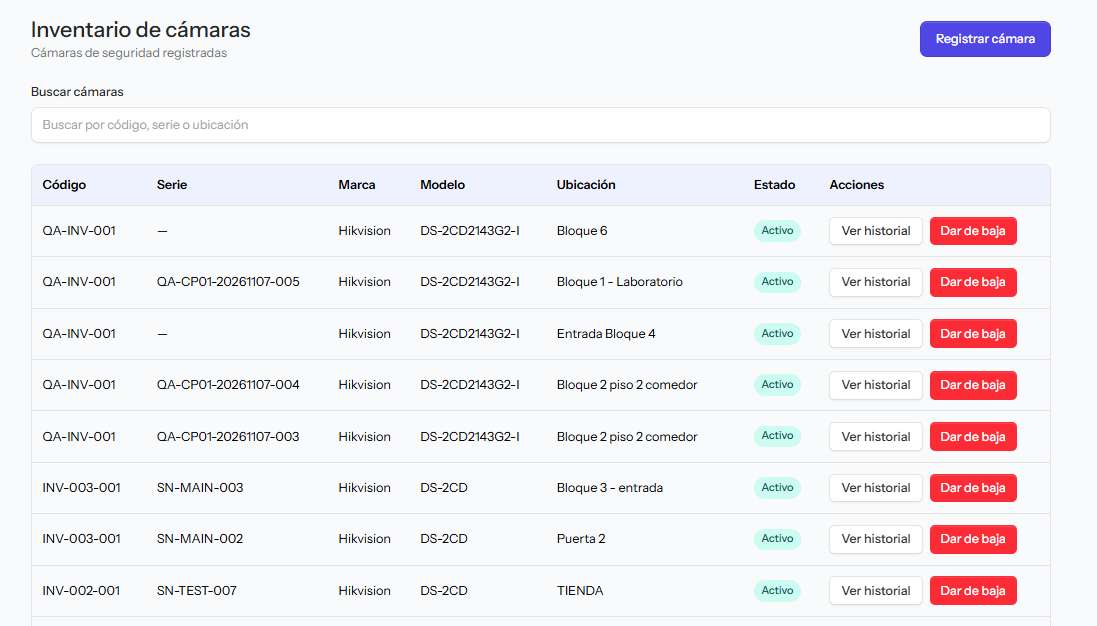 Inventario de cámaras
Cámaras de seguridad registradas
Registrar cámara
Buscar cámaras
Buscar por código, serie o ubicación
Código Serie Marca Modelo Ubicación Estado Acciones
QA-INV-001 — Hikvision DS-2CD2143G2-I Bloque 6 Activo Ver historial Dar de baja
QA-INV-001 QA-CP01-20261107-005 Hikvision DS-2CD2143G2-I Bloque 1 - Laboratorio Activo Ver historial Dar de baja
QA-INV-001 — Hikvision DS-2CD2143G2-I Entrada Bloque 4 Activo Ver historial Dar de baja
QA-INV-001 QA-CP01-20261107-004 Hikvision DS-2CD2143G2-I Bloque 2 piso 2 comedor Activo Ver historial Dar de baja
QA-INV-001 QA-CP01-20261107-003 Hikvision DS-2CD2143G2-I Bloque 2 piso 2 comedor Activo Ver historial Dar de baja
INV-003-001 SN-MAIN-003 Hikvision DS-2CD Bloque 3 - entrada Activo Ver historial Dar de baja
INV-003-001 SN-MAIN-002 Hikvision DS-2CD Puerta 2 Activo Ver historial Dar de baja
INV-002-001 SN-TEST-007 Hikvision DS-2CD TIENDA Activo Ver historial Dar de baja